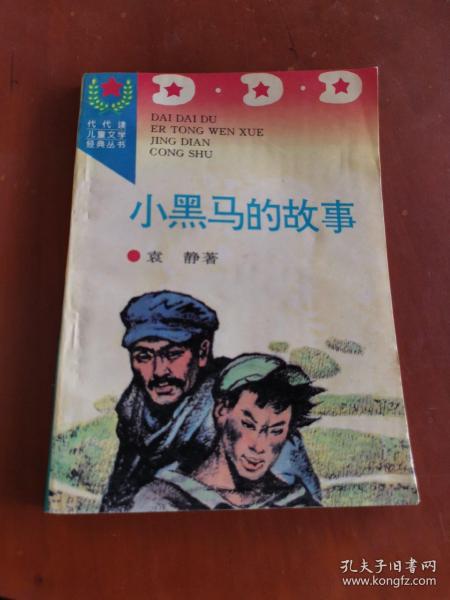 D·D·D
代代读
儿童文学
经典丛书
DAI DAI DU
ER TONG WEN XUE
JING DIAN
CONG SHU
小黑马的故事
袁 静著
孔夫子旧书网
www.kongfz.com